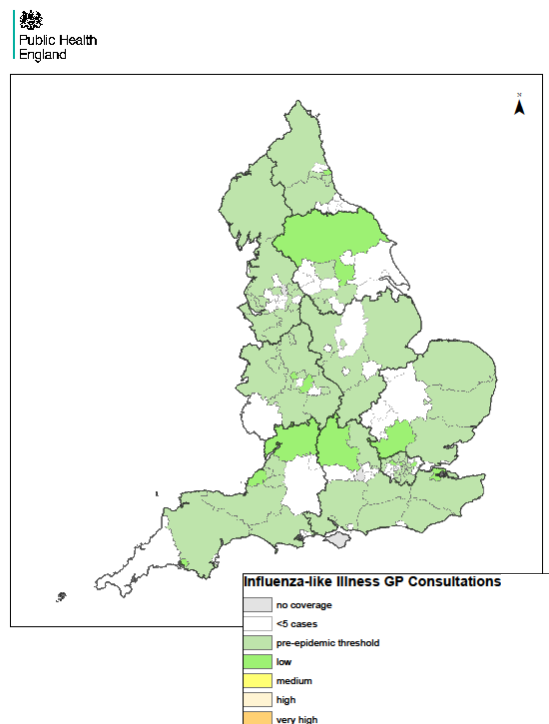 Public Health
England
N
Influenza-like Illness GP Consultations
no coverage
<5 cases
pre-epidemic threshold
low
medium
high
very high